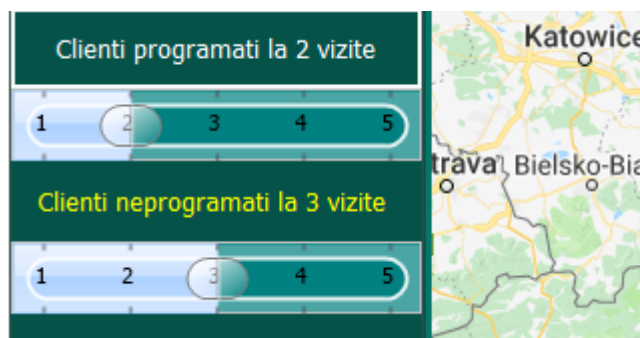 Clienti programati la 2 vizite
1 2 3 4 5
Clienti neprogramati la 3 vizite
1 2 3 4 5
Katowice
trava
Bielsko-Bia